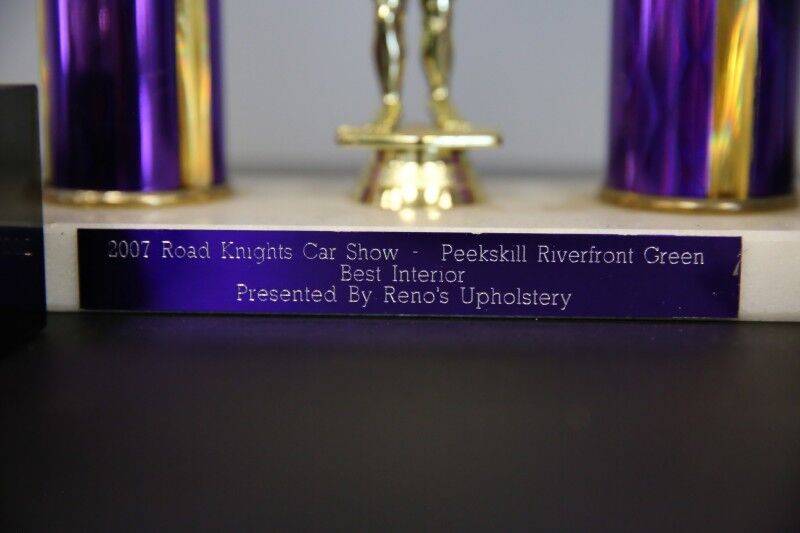 2007 Road Knights Car Show - Peekskill Riverfront Green
Best Interior
Presented By Reno's Upholstery